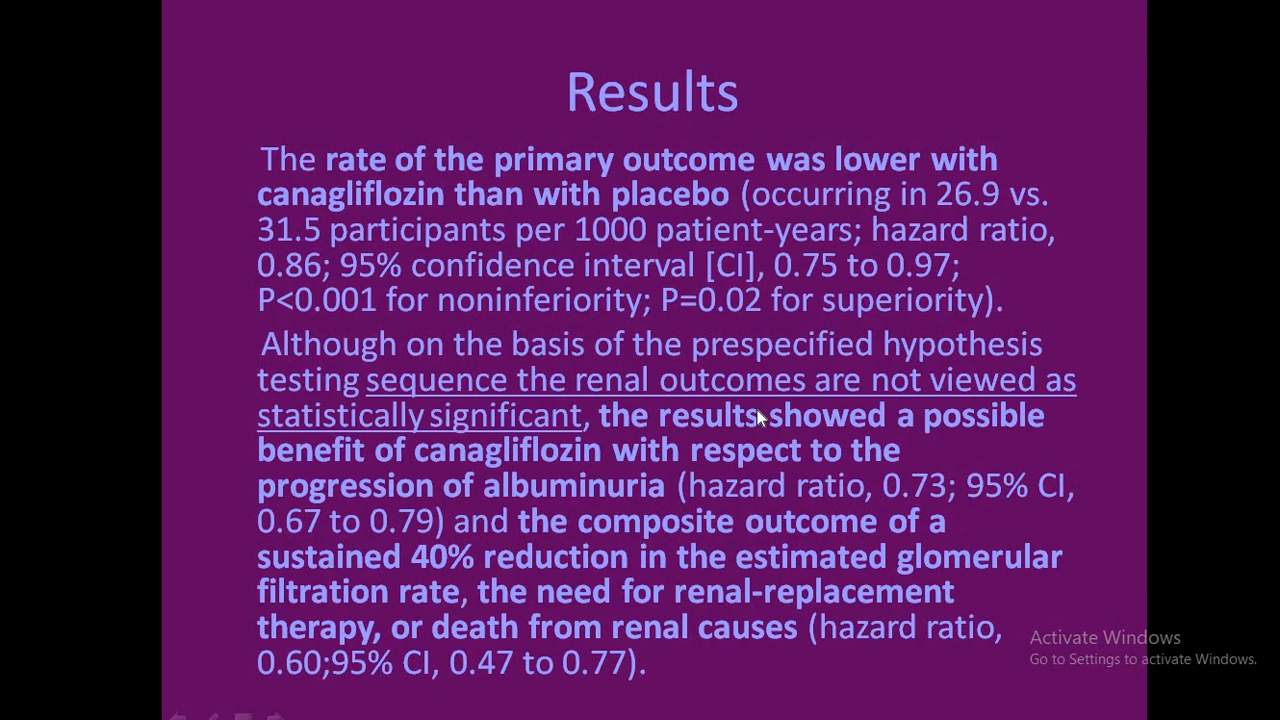 Results
The rate of the primary outcome was lower with
canagliflozin than with placebo (occurring in 26.9 vs.
31.5 participants per 1000 patient-years; hazard ratio,
0.86; 95% confidence interval [CI], 0.75 to 0.97;
P<0.001 for noninferiority; P=0.02 for superiority).
Although on the basis of the prespecified hypothesis
testing sequence the renal outcomes are not viewed as
statistically significant, the results showed a possible
benefit of canagliflozin with respect to the
progression of albuminuria (hazard ratio, 0.73; 95% CI,
0.67 to 0.79) and the composite outcome of a
sustained 40% reduction in the estimated glomerular
filtration rate, the need for renal-replacement
therapy, or death from renal causes (hazard ratio,
0.60;95% CI, 0.47 to 0.77).
Activate Windows
Go to Settings to activate Windows.